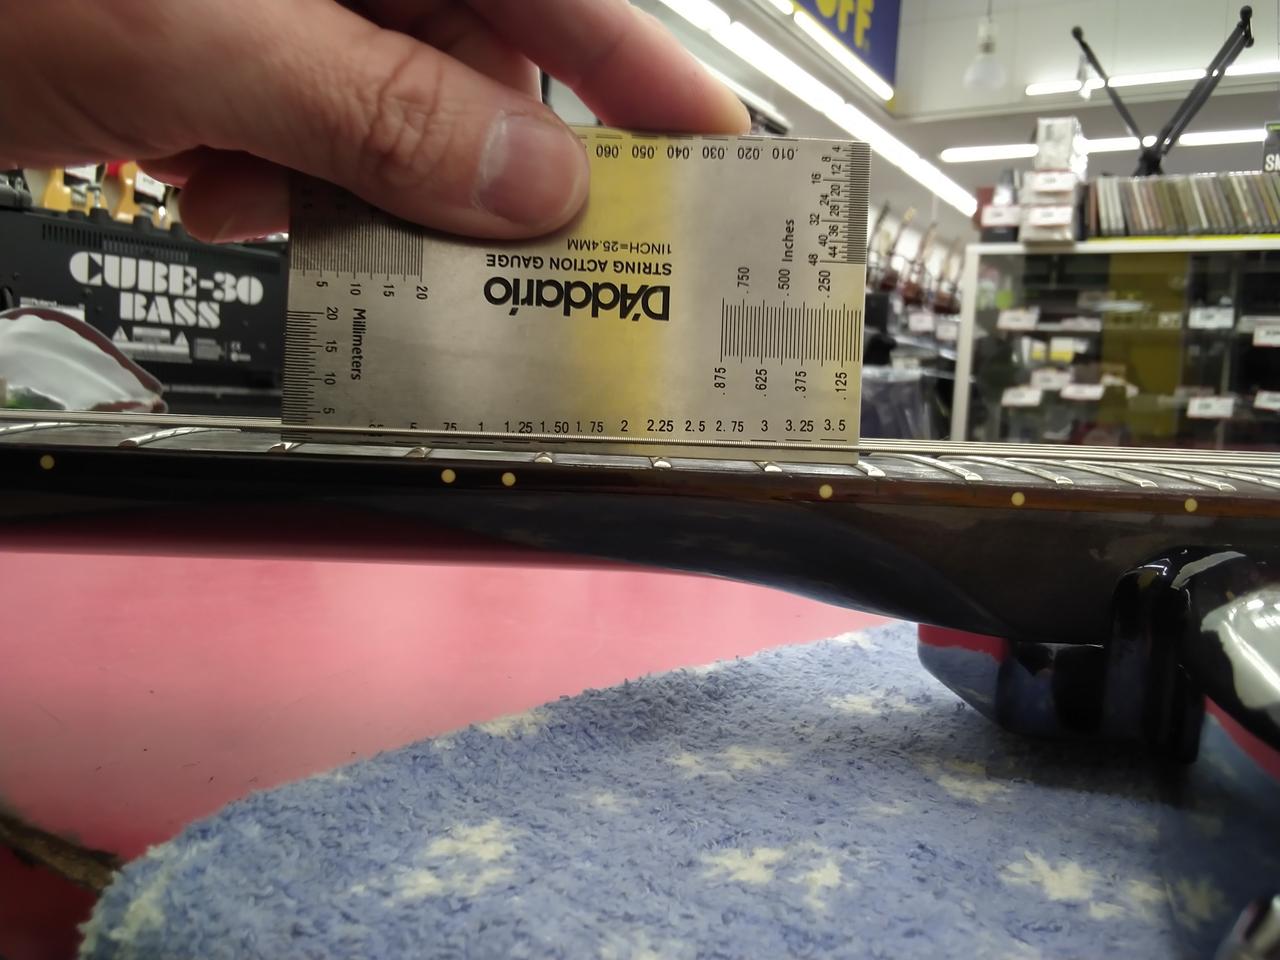 OFF
CUBE-30
BASS
.060 .050 .040 .030 .020 .010
1INCH=25.4MM
STRING ACTION GAUGE
D'Addario
Inches
48 40 32 16
44 36 28 24 20 12 8 4
.750 .500 .250
.875 .625 .375 .125
5 10 15 20
Millimeters
20 15 10 5
5 75 1 1.25 1.50 1.75 2 2.25 2.5 2.75 3 3.25 3.5